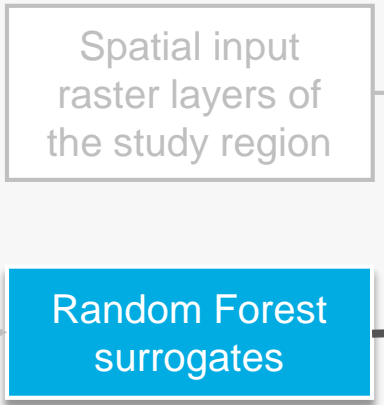 Spatial input
raster layers of
the study region
Random Forest
surrogates